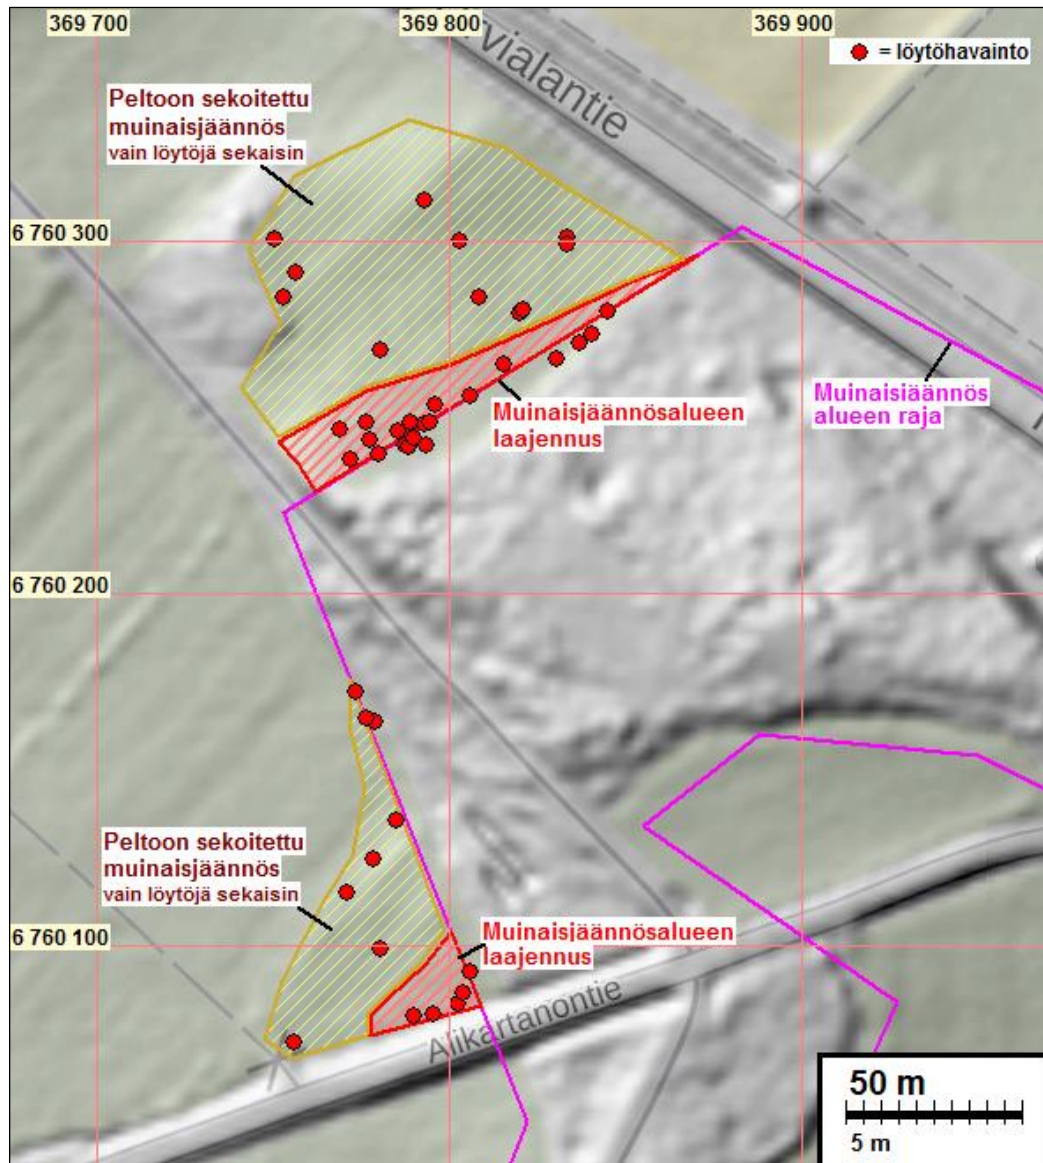 369 700
369 800
369 900
= löytöhavainto
vialantie
Peltoon sekoitettu
muinaisjäännös
vain löytöjä sekaisin
6 760 300
Muinaisjäännösalueen
laajennus
Muinaisiäännös
alueen raja
6 760 200
Peltoon sekoitettu
muinaisjäännös
vain löytöjä sekaisin
6 760 100
Muinaisjäännösalueen
laajennus
Alikartanontie
50 m
5 m